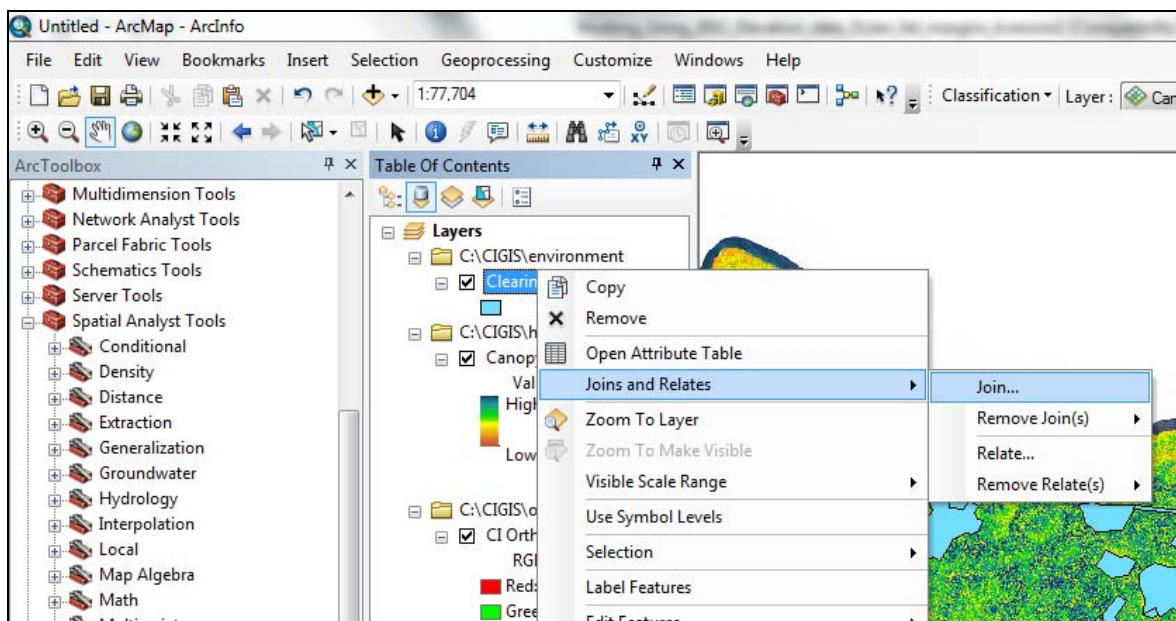 Untitled - ArcMap - ArcInfo
File Edit View Bookmarks Insert Selection Geoprocessing Customize Windows Help
1:77,704
Classification Layer: Can
ArcToolbox
Multidimension Tools
Network Analyst Tools
Parcel Fabric Tools
Schematics Tools
Server Tools
Spatial Analyst Tools
Conditional
Density
Distance
Extraction
Generalization
Groundwater
Hydrology
Interpolation
Local
Map Algebra
Math
Table Of Contents
Layers
C:\CIGIS\environment
Clearin
C:\CIGIS\h
Canop
Val
High
Low
C:\CIGIS\o
CI Orth
RGI
Red:
Gree
Copy
Remove
Open Attribute Table
Joins and Relates
Zoom To Layer
Zoom To Make Visible
Visible Scale Range
Use Symbol Levels
Selection
Label Features
Edit Features
Join...
Remove Join(s)
Relate...
Remove Relate(s)